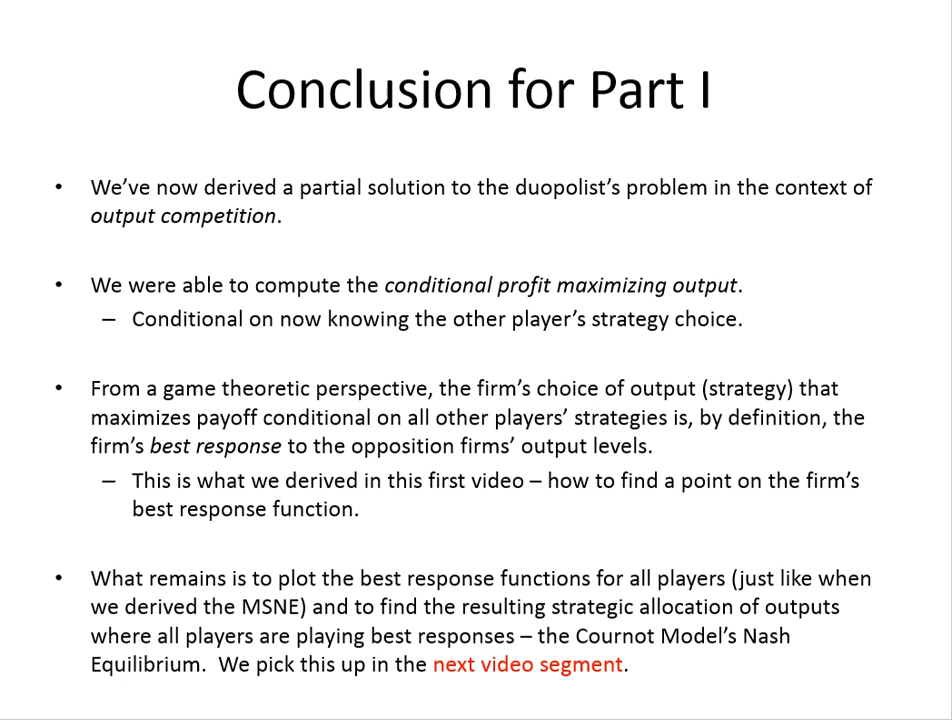 Conclusion for Part I
• We’ve now derived a partial solution to the duopolist’s problem in the context of
output competition.
• We were able to compute the conditional profit maximizing output.
– Conditional on now knowing the other player’s strategy choice.
• From a game theoretic perspective, the firm’s choice of output (strategy) that
maximizes payoff conditional on all other players’ strategies is, by definition, the
firm’s best response to the opposition firms’ output levels.
– This is what we derived in this first video – how to find a point on the firm’s
best response function.
• What remains is to plot the best response functions for all players (just like when
we derived the MSNE) and to find the resulting strategic allocation of outputs
where all players are playing best responses – the Cournot Model’s Nash
Equilibrium.  We pick this up in the next video segment.